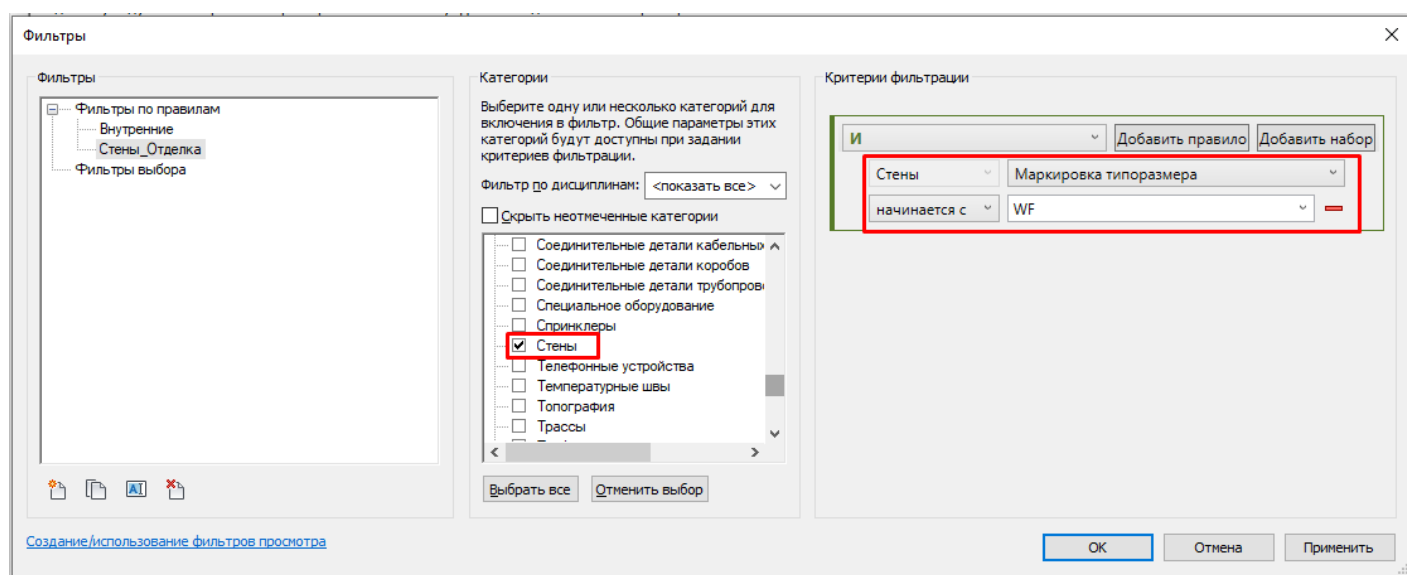 Фильтры
Фильтры
Фильтры по правилам
Внутренние
Стены_Отделка
Фильтры выбора
Создание/использование фильтров просмотра
Категории
Выберите одну или несколько категорий для
включения в фильтр. Общие параметры этих
категорий будут доступны при задании
критериев фильтрации.
Фильтр по дисциплинам: <показать все>
Скрыть неотмеченные категории
Соединительные детали кабельных
Соединительные детали коробов
Соединительные детали трубопрово
Специальное оборудование
Спринклеры
Стены
Телефонные устройства
Температурные швы
Топография
Трассы
Выбрать все Отменить выбор
Критерии фильтрации
И Добавить правило Добавить набор
Стены Маркировка типоразмера
начинается с WF
ОК Отмена Применить